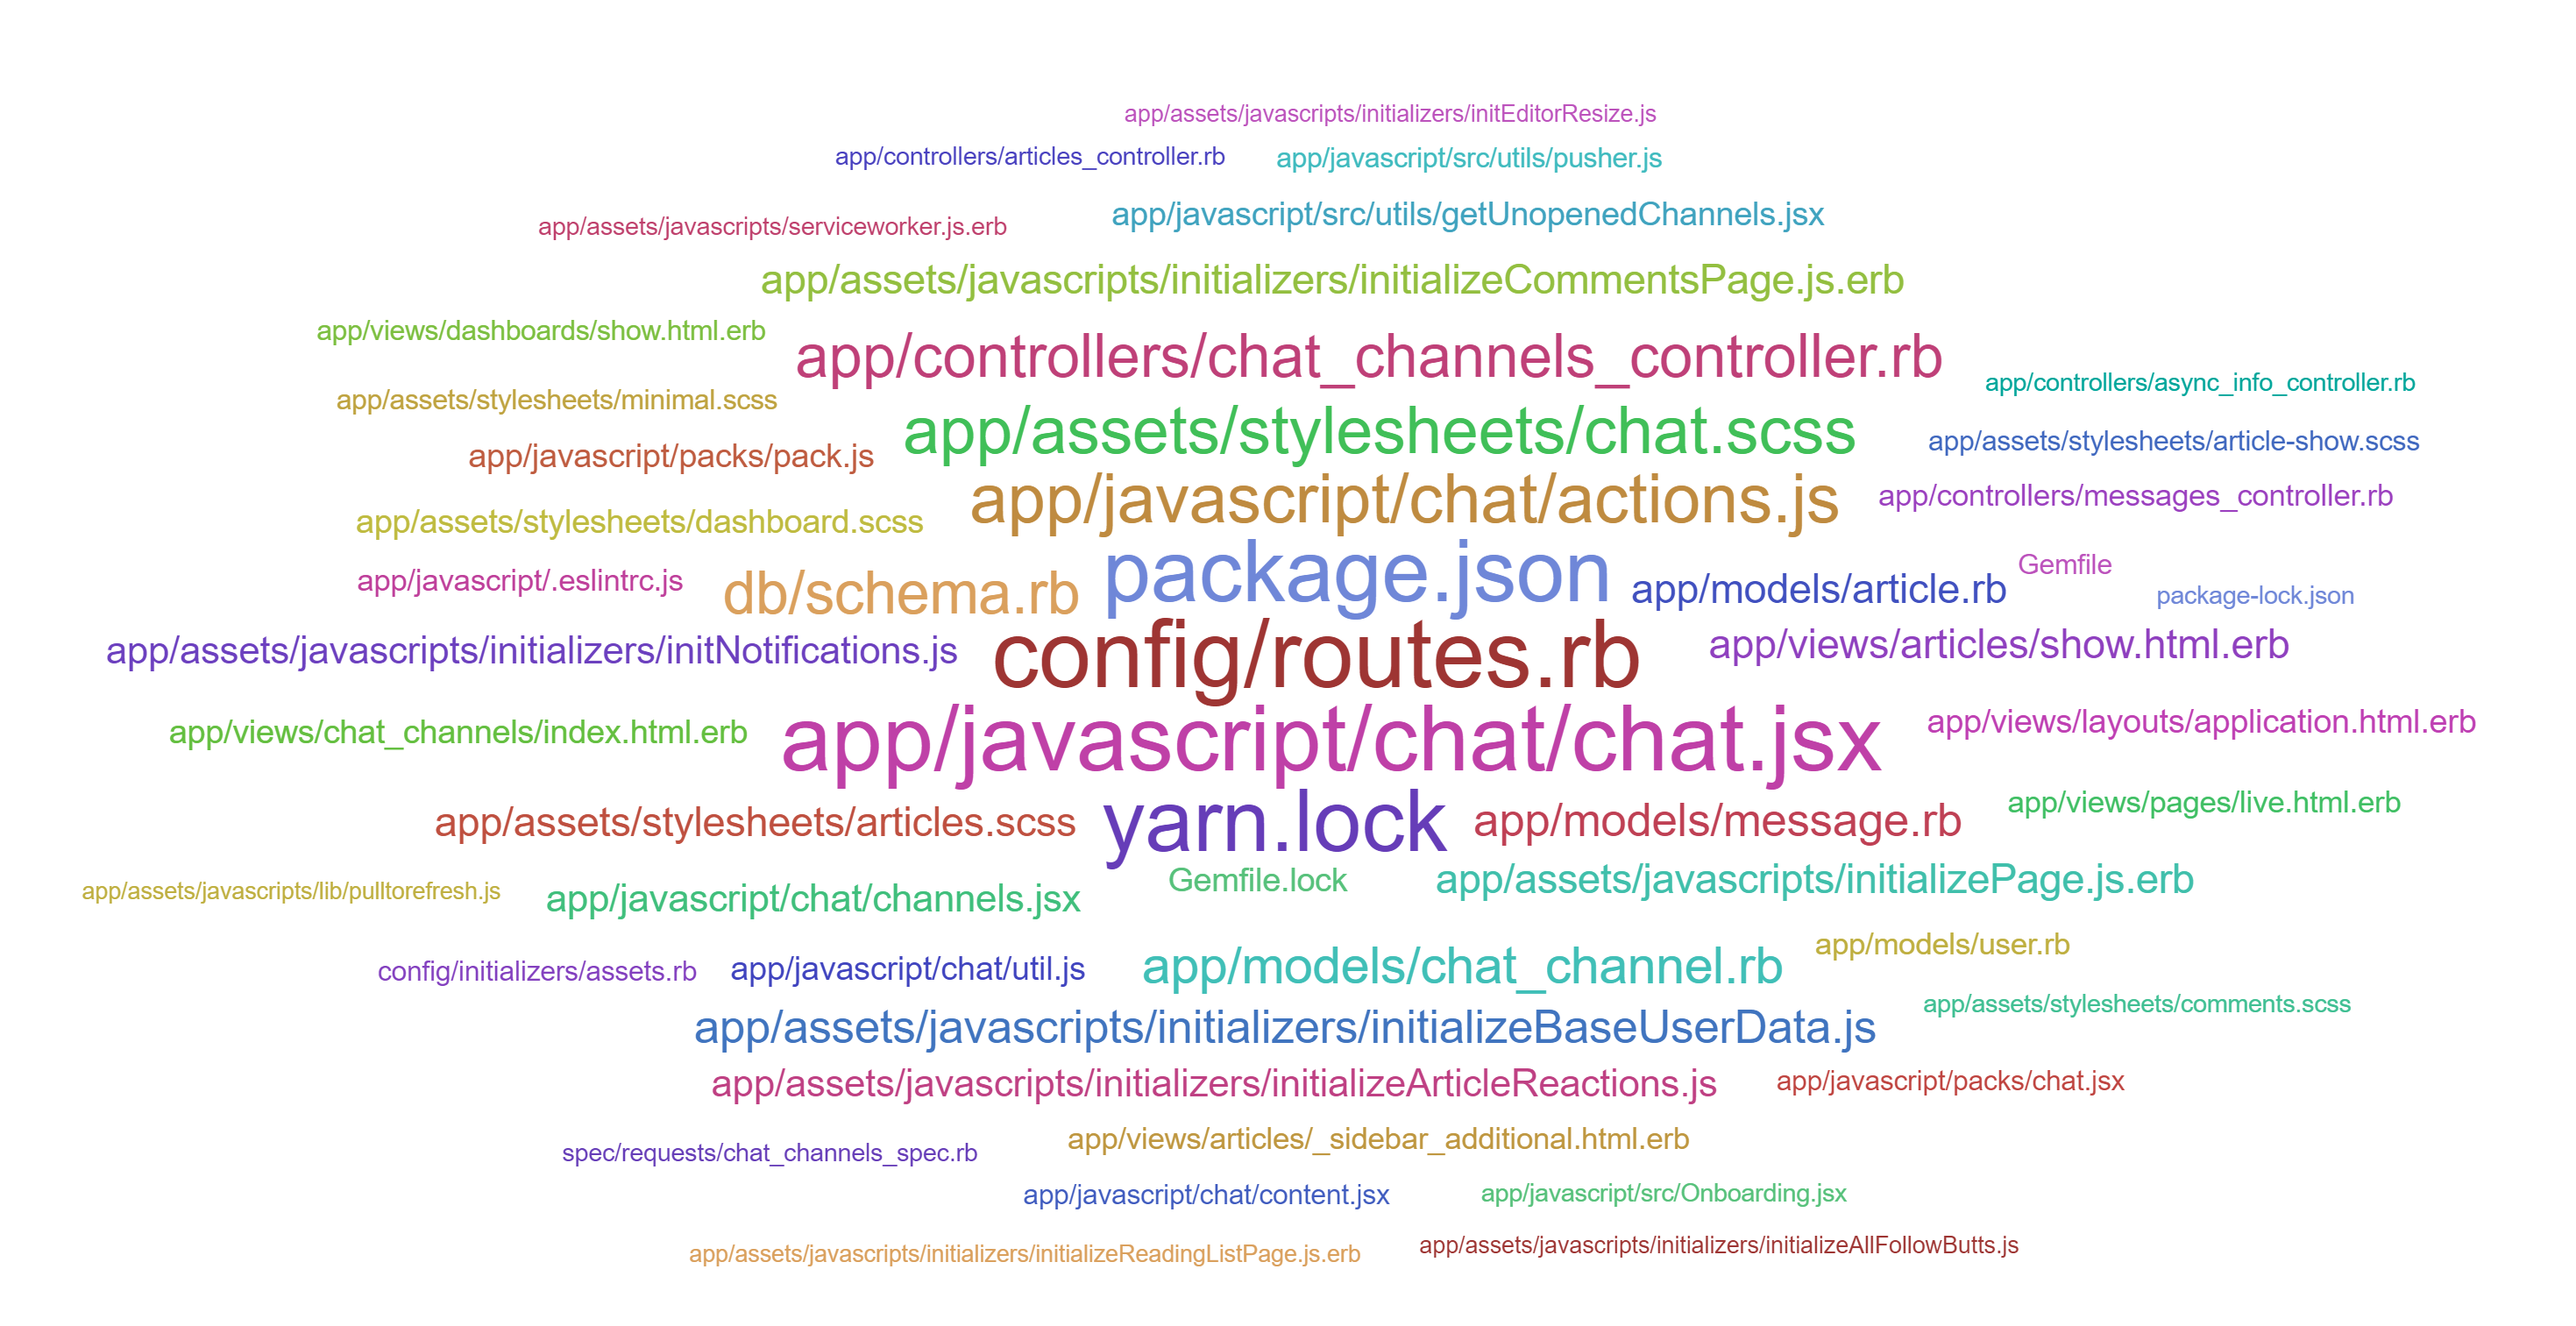 app/assets/javascripts/initializers/initEditorResize.js
app/controllers/articles_controller.rb
app/javascript/src/utils/pusher.js
app/assets/javascripts/serviceworker.js.erb
app/javascript/src/utils/getUnopenedChannels.jsx
app/assets/javascripts/initializers/initializeCommentsPage.js.erb
app/views/dashboards/show.html.erb
app/controllers/chat_channels_controller.rb
app/controllers/async_info_controller.rb
app/assets/stylesheets/minimal.scss
app/assets/stylesheets/chat.scss
app/assets/stylesheets/article-show.scss
app/javascript/packs/pack.js
app/javascript/chat/actions.js
app/controllers/messages_controller.rb
app/assets/stylesheets/dashboard.scss
package.json
Gemfile
app/javascript/.eslintrc.js
db/schema.rb
app/models/article.rb
package-lock.json
app/assets/javascripts/initializers/initNotifications.js
config/routes.rb
app/views/articles/show.html.erb
app/views/chat_channels/index.html.erb
app/javascript/chat/chat.jsx
app/views/layouts/application.html.erb
app/assets/stylesheets/articles.scss
yarn.lock
app/models/message.rb
app/views/pages/live.html.erb
app/assets/javascripts/lib/pulltorefresh.js
app/javascript/chat/channels.jsx
Gemfile.lock
app/assets/javascripts/initializePage.js.erb
config/initializers/assets.rb
app/javascript/chat/util.js
app/models/chat_channel.rb
app/models/user.rb
app/assets/javascripts/initializers/initializeBaseUserData.js
app/assets/stylesheets/comments.scss
app/assets/javascripts/initializers/initializeArticleReactions.js
app/javascript/packs/chat.jsx
spec/requests/chat_channels_spec.rb
app/views/articles/_sidebar_additional.html.erb
app/javascript/chat/content.jsx
app/javascript/src/Onboarding.jsx
app/assets/javascripts/initializers/initializeReadingListPage.js.erb
app/assets/javascripts/initializers/initializeAllFollowButts.js